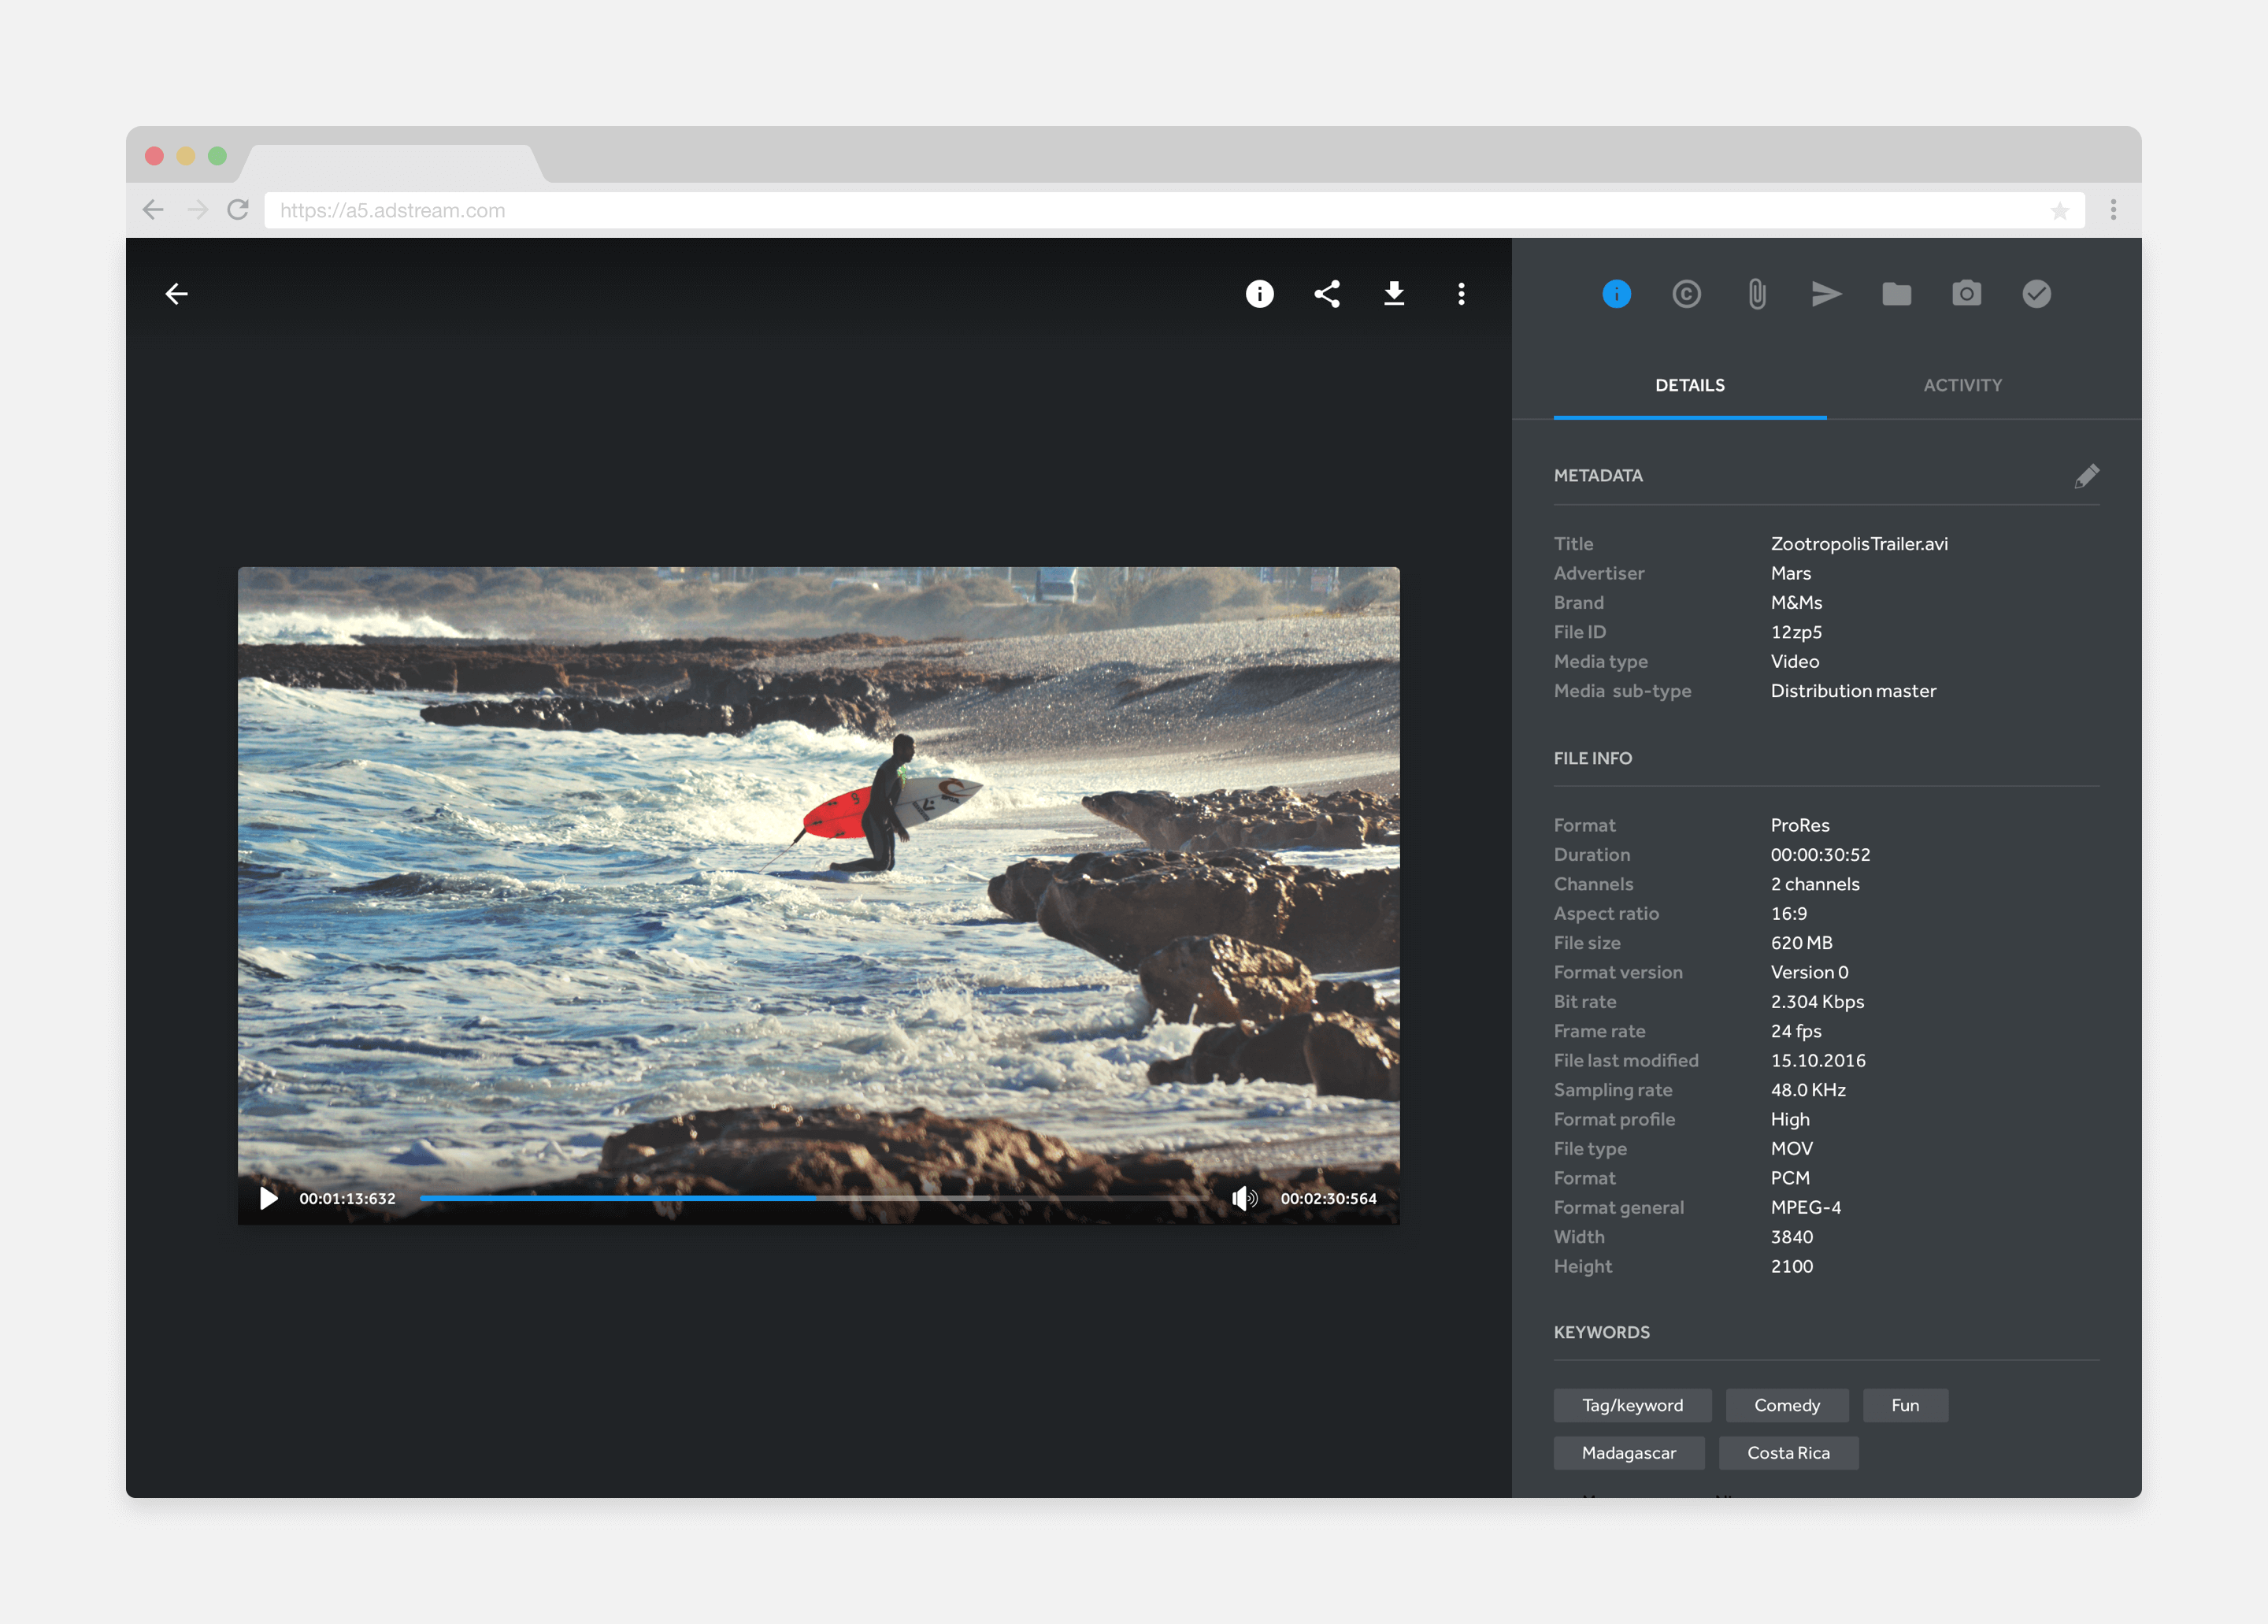 https://a5.adstream.com
DETAILS
ACTIVITY
METADATA
Title ZootropolisTrailer.avi
Advertiser Mars
Brand M&Ms
File ID 12zp5
Media type Video
Media sub-type Distribution master
FILE INFO
Format ProRes
Duration 00:00:30:52
Channels 2 channels
Aspect ratio 16:9
File size 620 MB
Format version Version 0
Bit rate 2.304 Kbps
Frame rate 24 fps
File last modified 15.10.2016
Sampling rate 48.0 KHz
Format profile High
File type MOV
Format PCM
Format general MPEG-4
Width 3840
Height 2100
KEYWORDS
Tag/keyword Comedy Fun
Madagascar Costa Rica
00:01:13:632
00:02:30:564